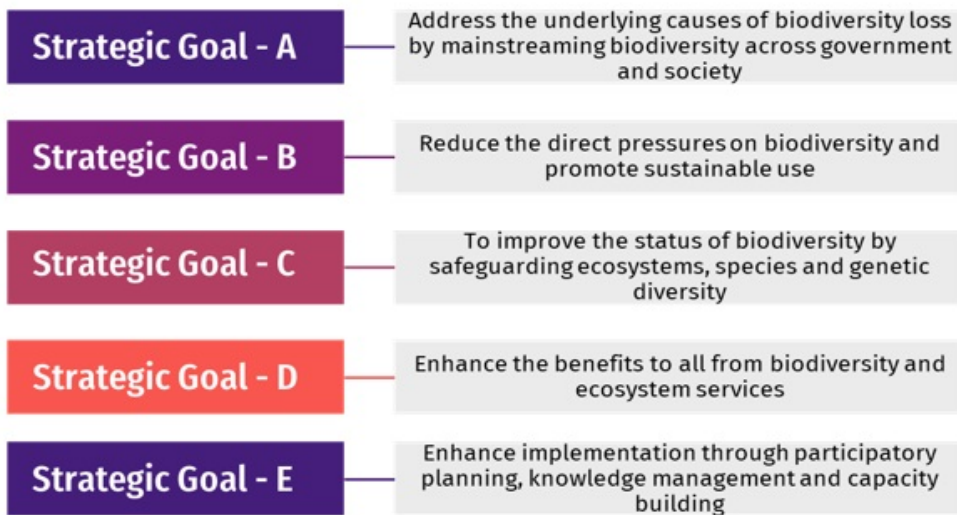 Strategic Goal - A
Address the underlying causes of biodiversity loss
by mainstreaming biodiversity across government
and society
Strategic Goal - B
Reduce the direct pressures on biodiversity and
promote sustainable use
Strategic Goal - C
To improve the status of biodiversity by
safeguarding ecosystems, species and genetic
diversity
Strategic Goal - D
Enhance the benefits to all from biodiversity and
ecosystem services
Strategic Goal - E
Enhance implementation through participatory
planning, knowledge management and capacity
building